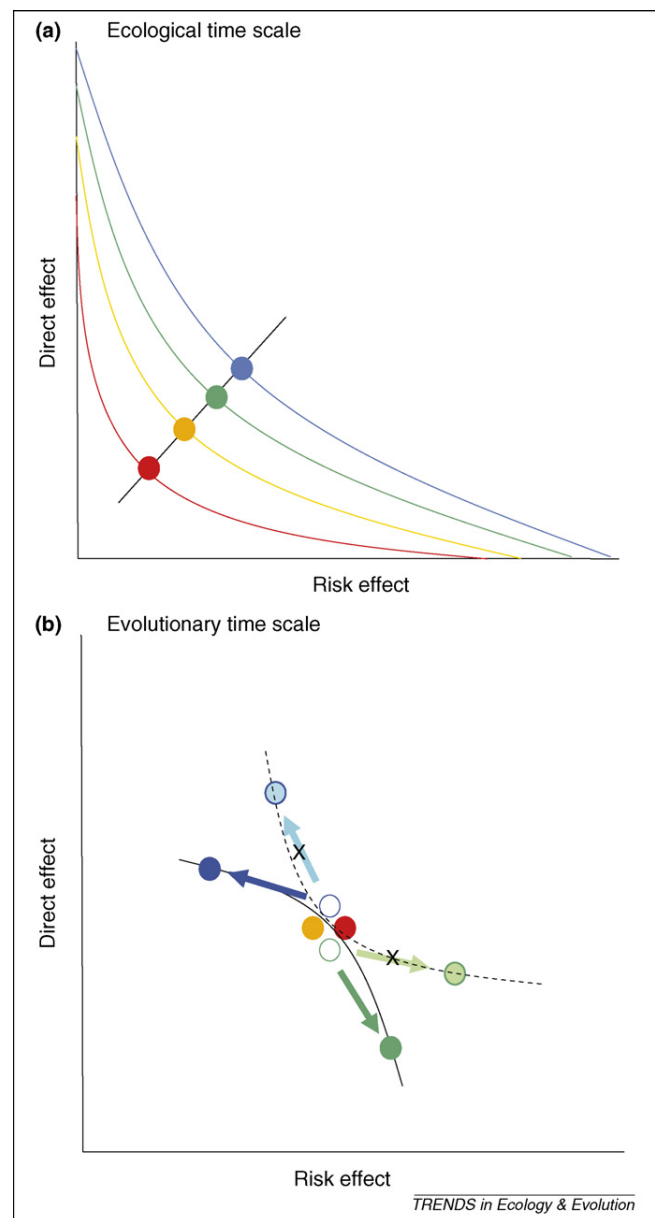 (a) Ecological time scale
Direct effect
Risk effect
(b) Evolutionary time scale
X
X
Direct effect
Risk effect
TRENDS in Ecology & Evolution